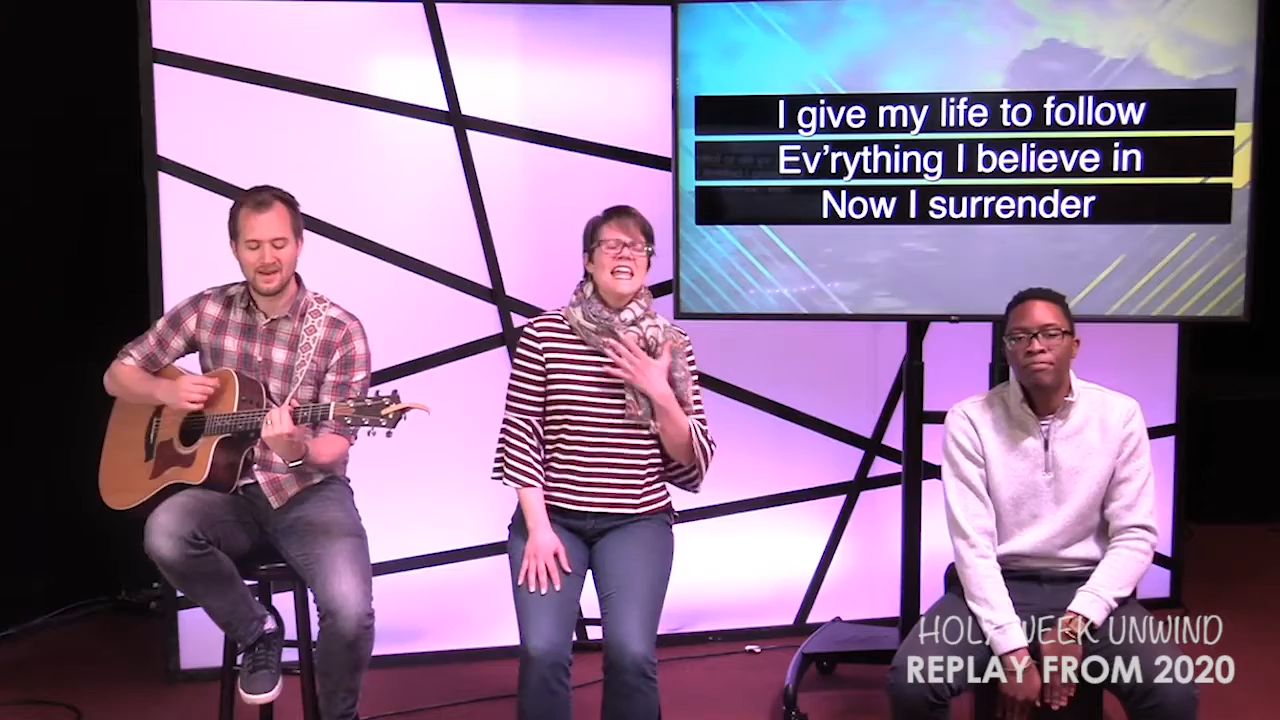 I give my life to follow
Ev'rything I believe in
Now I surrender
HOLY WEEK UNWIND
REPLAY FROM 2020